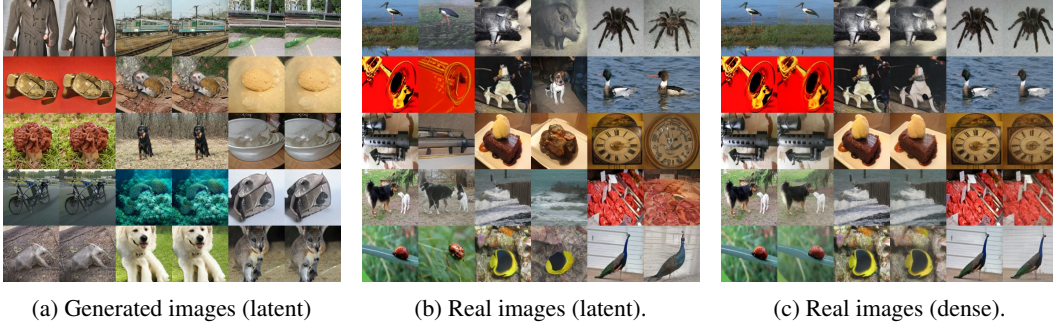 (a) Generated images (latent)
(b) Real images (latent).
(c) Real images (dense).